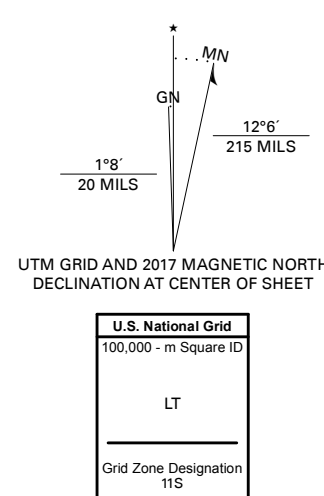 ★
MN
GN
12°6´
215 MILS
1°8´
20 MILS
UTM GRID AND 2017 MAGNETIC NORTH
DECLINATION AT CENTER OF SHEET
U.S. National Grid
100,000 - m Square ID
LT
Grid Zone Designation
11S